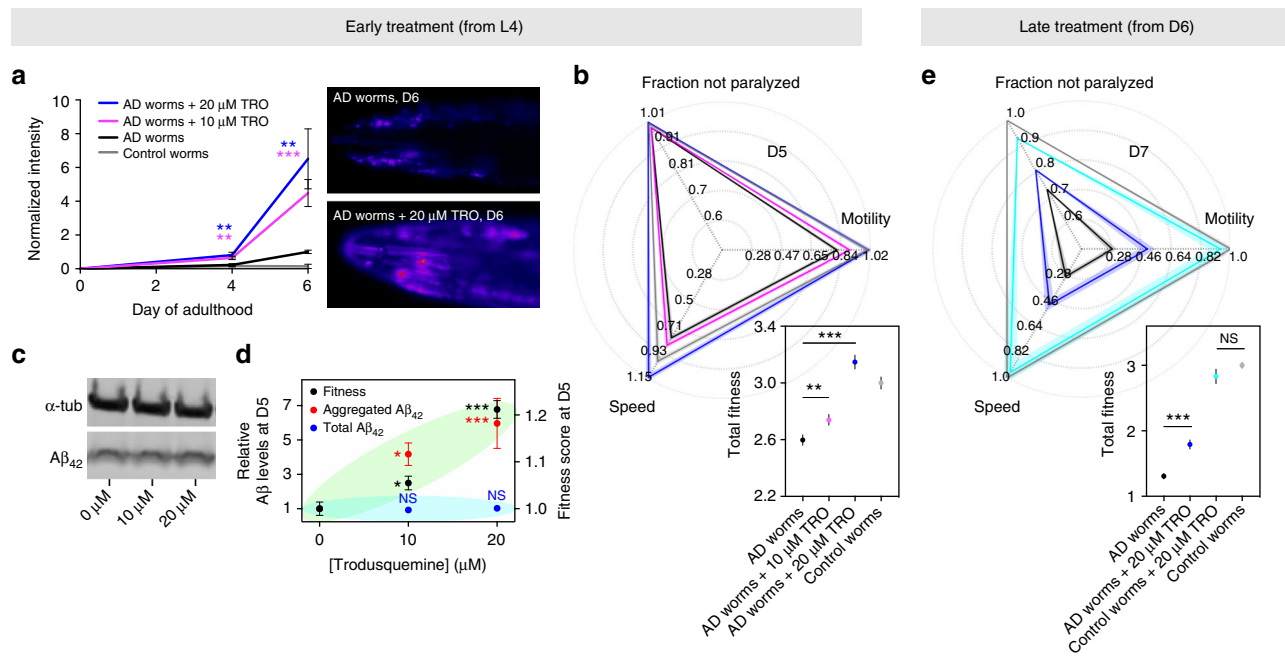 Early treatment (from L4)
Late treatment (from D6)
a
10
8
6
4
2
0
Normalized intensity
AD worms + 20 μM TRO
AD worms + 10 μM TRO
AD worms
Control worms
**
**
**
***
0
2
4
6
Day of adulthood
AD worms, D6
AD worms + 20 μM TRO, D6
b
Fraction not paralyzed
1.01
0.91
0.81
0.7
0.6
D5
Motility
0.28 0.47 0.65 0.84 1.02
0.28
0.5
0.71
0.93
1.15
Speed
3.4
3.0
2.6
2.2
Total fitness
***
**
AD worms
AD worms + 10 μM TRO
AD worms + 20 μM TRO
Control worms
c
α-tub
Aβ42
0 μM
10 μM
20 μM
d
Fitness
Aggregated Aβ42
Total Aβ42
7
5
3
1
Relative
Aβ levels at D5
***
***
*
*
NS
NS
1.2
1.1
1.0
Fitness score at D5
0
10
20
[Trodusquemine] (μM)
e
Fraction not paralyzed
1.0
0.9
0.8
0.7
0.6
D7
Motility
0.28 0.46 0.64 0.82 1.0
0.28
0.46
0.64
0.82
1.0
Speed
3
2
1
Total fitness
***
NS
AD worms
AD worms + 20 μM TRO
Control worms + 20 μM TRO
Control worms